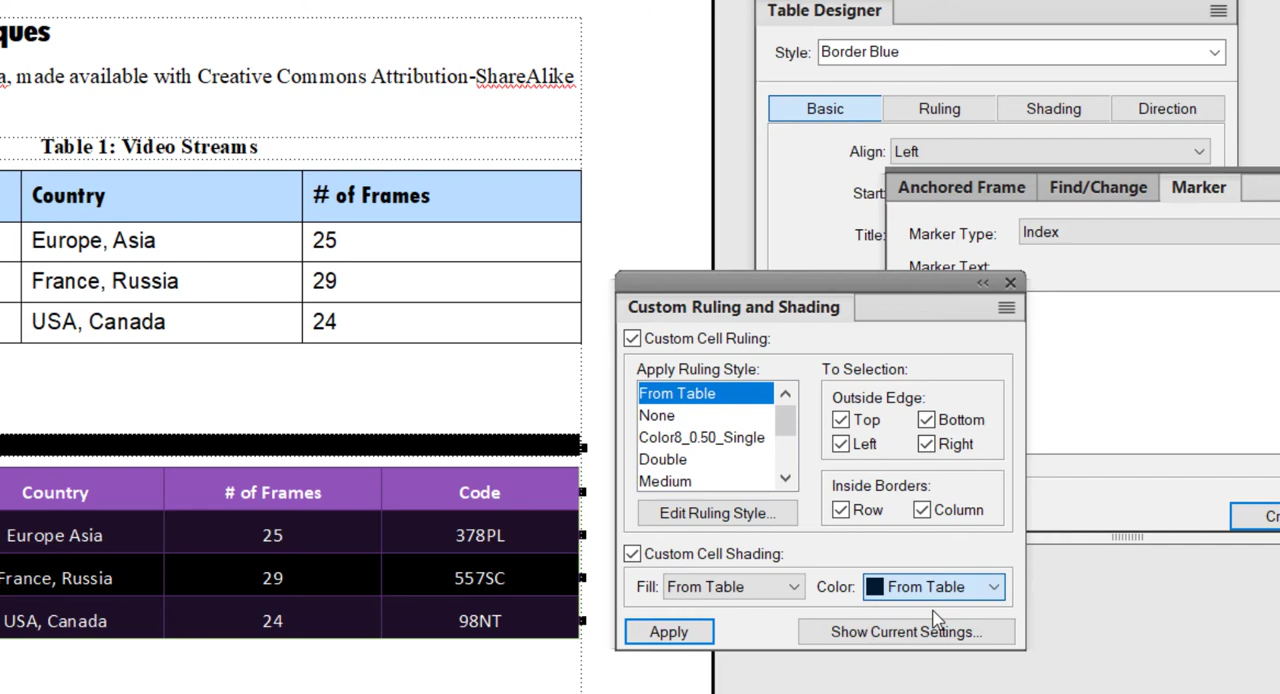 ques
a, made available with Creative Commons Attribution-ShareAlike
Table 1: Video Streams
Country # of Frames
Europe, Asia 25
France, Russia 29
USA, Canada 24
Country # of Frames Code
Europe Asia 25 378PL
France, Russia 29 557SC
USA, Canada 24 98NT
Table Designer
Style: Border Blue
Basic Ruling Shading Direction
Align: Left
Start:
Title:
Anchored Frame Find/Change Marker
Marker Type: Index
Marker Text:
Custom Ruling and Shading
Custom Cell Ruling:
Apply Ruling Style: To Selection:
From Table
None
Color8_0.50_Single
Double
Medium
Outside Edge:
Top Bottom
Left Right
Inside Borders:
Row Column
Edit Ruling Style...
Custom Cell Shading:
Fill: From Table Color: From Table
Apply Show Current Settings...